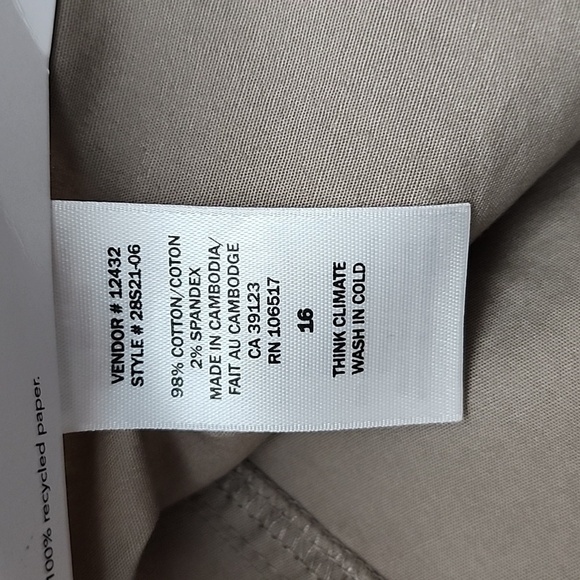 VENDOR # 12432
STYLE # 28S21-06
98% COTTON/COTON
2% SPANDEX
MADE IN CAMBODIA/
FAIT AU CAMBODGE
CA 39123
RN 106517
16
THINK CLIMATE
WASH IN COLD
100% recycled paper.